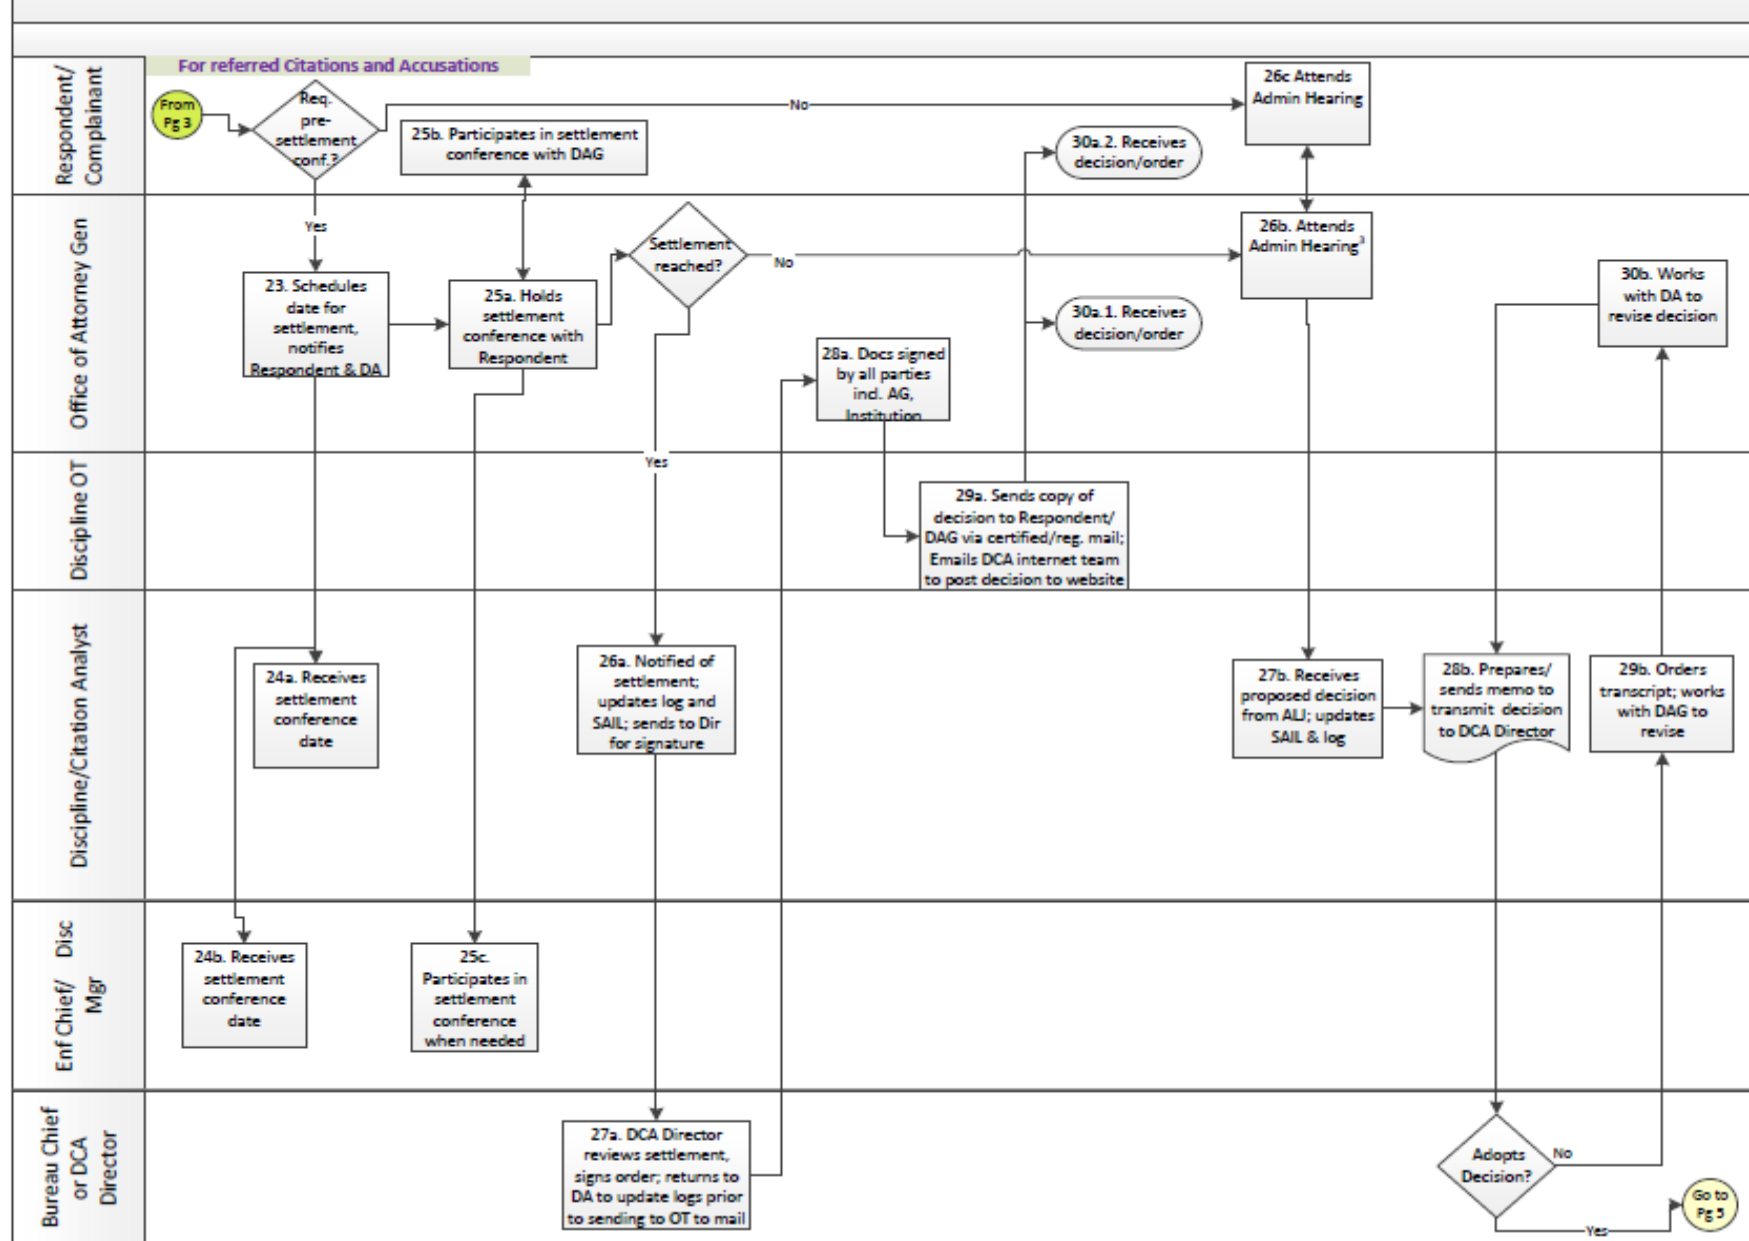 For referred Citations and Accusations
Respondent/
Complainant
From
Pg 3
Req.
pre-
settlement
conf.?
No
25b. Participates in settlement
conference with DAG
30a.2. Receives
decision/order
26c Attends
Admin Hearing
Yes
Office of Attorney Gen
23. Schedules
date for
settlement,
notifies
Respondent & DA
25a. Holds
settlement
conference with
Respondent
Settlement
reached?
No
Yes
28a. Docs signed
by all parties
incl. AG,
Institution
30a.1. Receives
decision/order
26b. Attends
Admin Hearing³
30b. Works
with DA to
revise decision
Discipline OT
29a. Sends copy of
decision to Respondent/
DAG via certified/reg. mail;
Emails DCA internet team
to post decision to website
Discipline/Citation Analyst
24a. Receives
settlement
conference
date
26a. Notified of
settlement;
updates log and
SAIL; sends to Dir
for signature
27b. Receives
proposed decision
from ALJ; updates
SAIL & log
28b. Prepares/
sends memo to
transmit decision
to DCA Director
29b. Orders
transcript; works
with DAG to
revise
Enf Chief/ Disc
Mgr
24b. Receives
settlement
conference
date
25c.
Participates in
settlement
conference
when needed
Bureau Chief
or DCA
Director
27a. DCA Director
reviews settlement,
signs order; returns to
DA to update logs prior
to sending to OT to mail
Adopts
Decision?
No
Yes
Go to
Pg 5